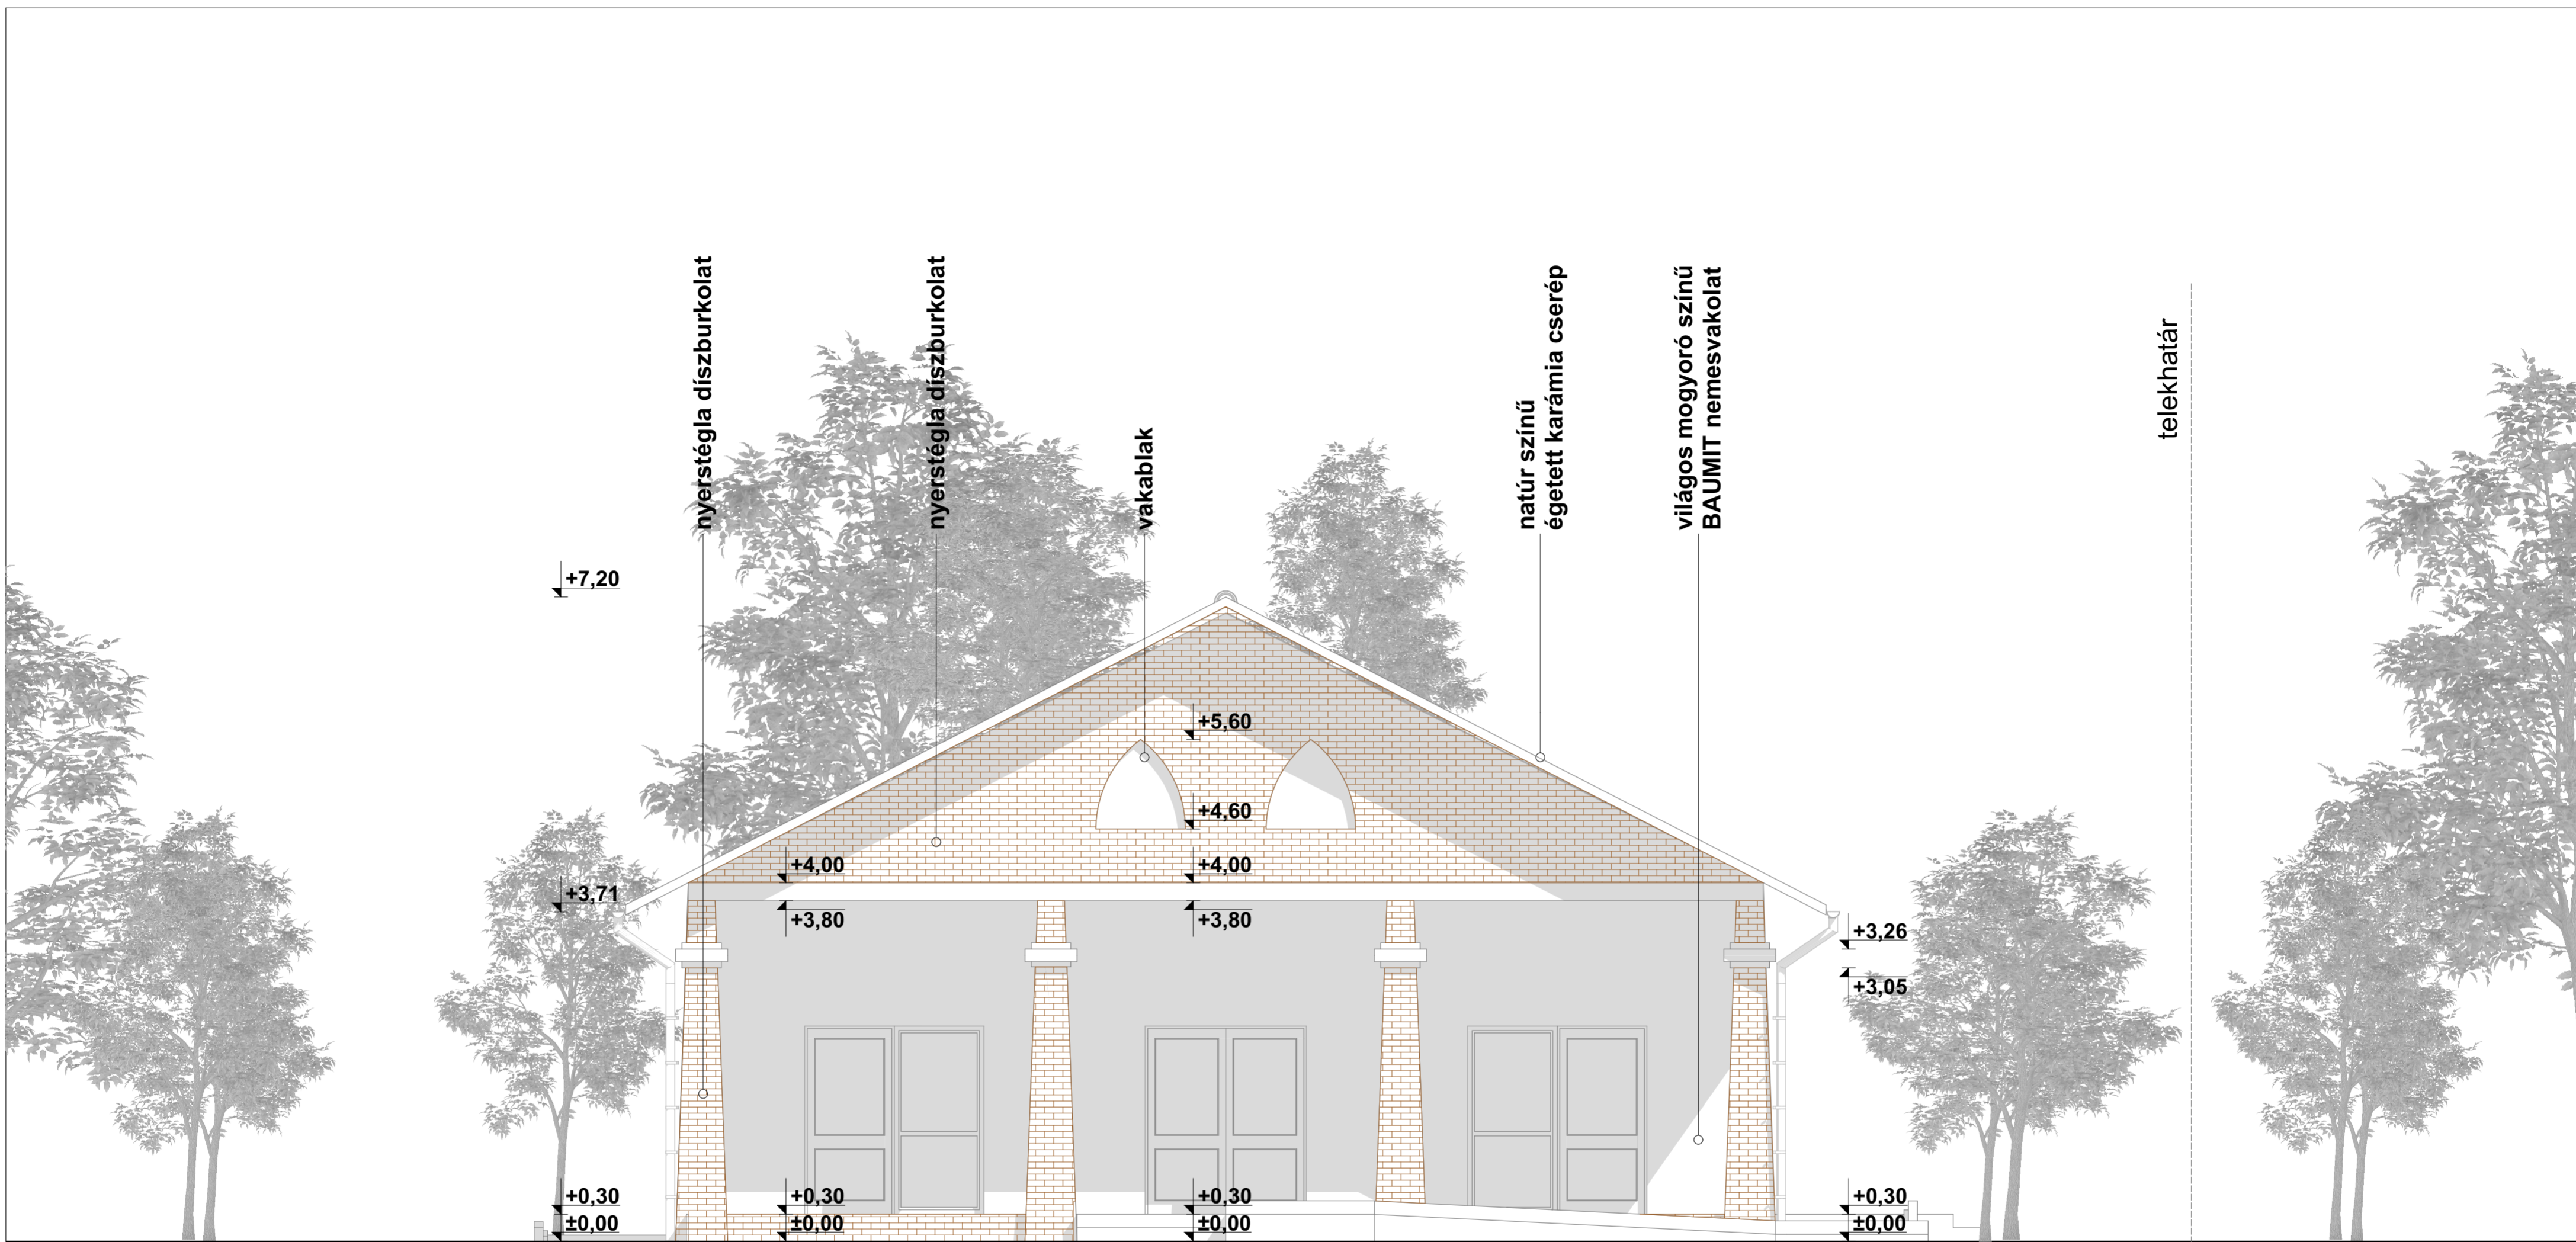 nyerstégla díszburkolat
nyerstégla díszburkolat
vakablak
natúr színű
égetett karámia cserép
világos mogyoró színű
BAUMIT nemesvakolat
telekhatár
+7,20
+5,60
+4,60
+4,00
+4,00
+3,71
+3,80
+3,80
+3,26
+3,05
+0,30
+0,30
+0,30
+0,30
±0,00
±0,00
±0,00
±0,00